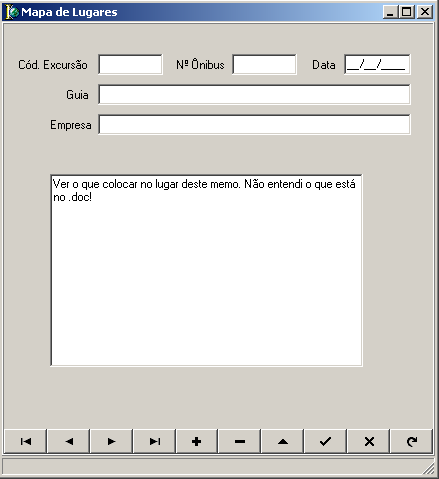 Mapa de Lugares
Cód. Excursão Nº Ônibus Data __/__/____
Guia
Empresa
Ver o que colocar no lugar deste memo. Não entendi o que está
no .doc!